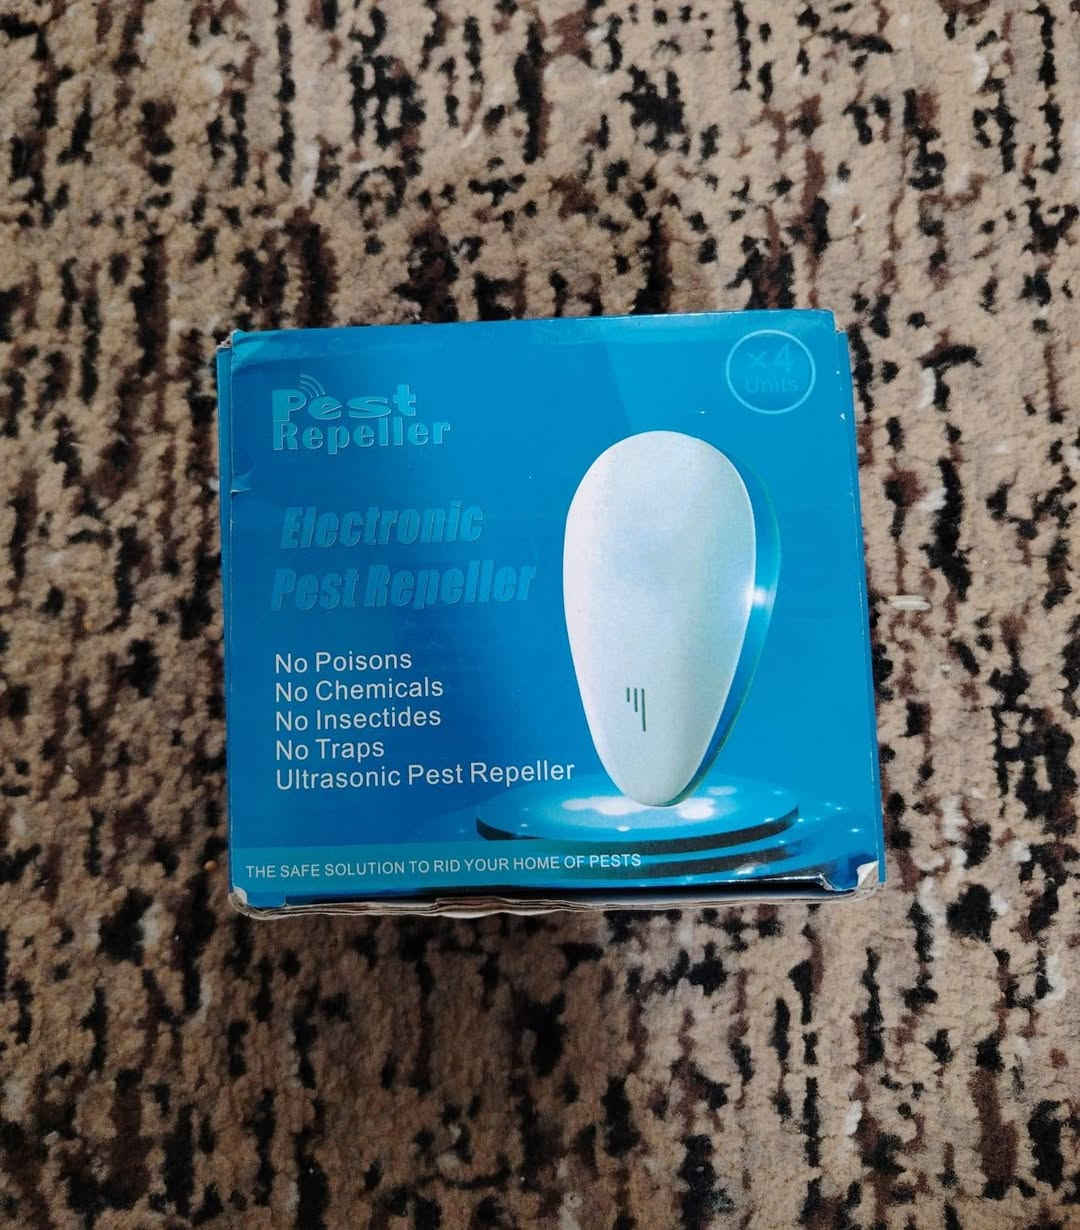 x4
Units
Pest
Repeller
Electronic
Pest Repeller
No Poisons
No Chemicals
No Insectides
No Traps
Ultrasonic Pest Repeller
THE SAFE SOLUTION TO RID YOUR HOME OF PESTS